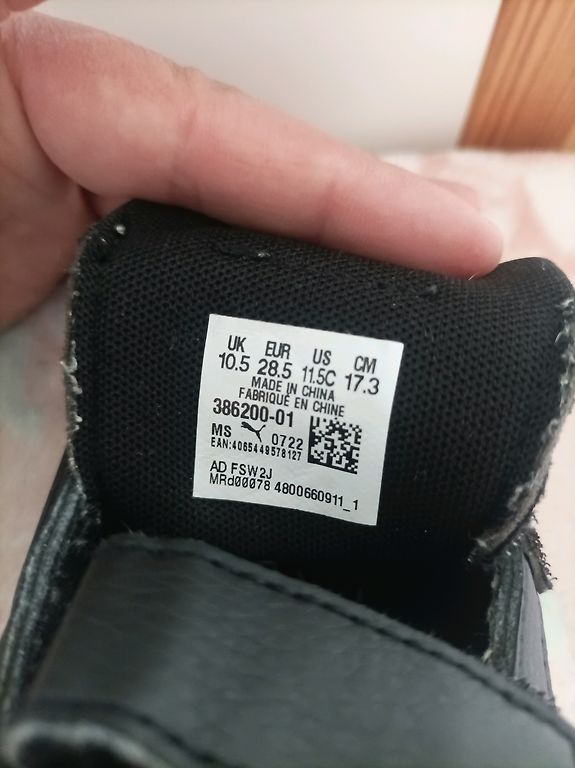 UK EUR US CM
10.5 28.5 11.5C 17.3
MADE IN CHINA
FABRIQUÉ EN CHINE
386200-01
MS 0722
EAN:4065449578127
AD FSW2J
MRd00078 4800660911_1